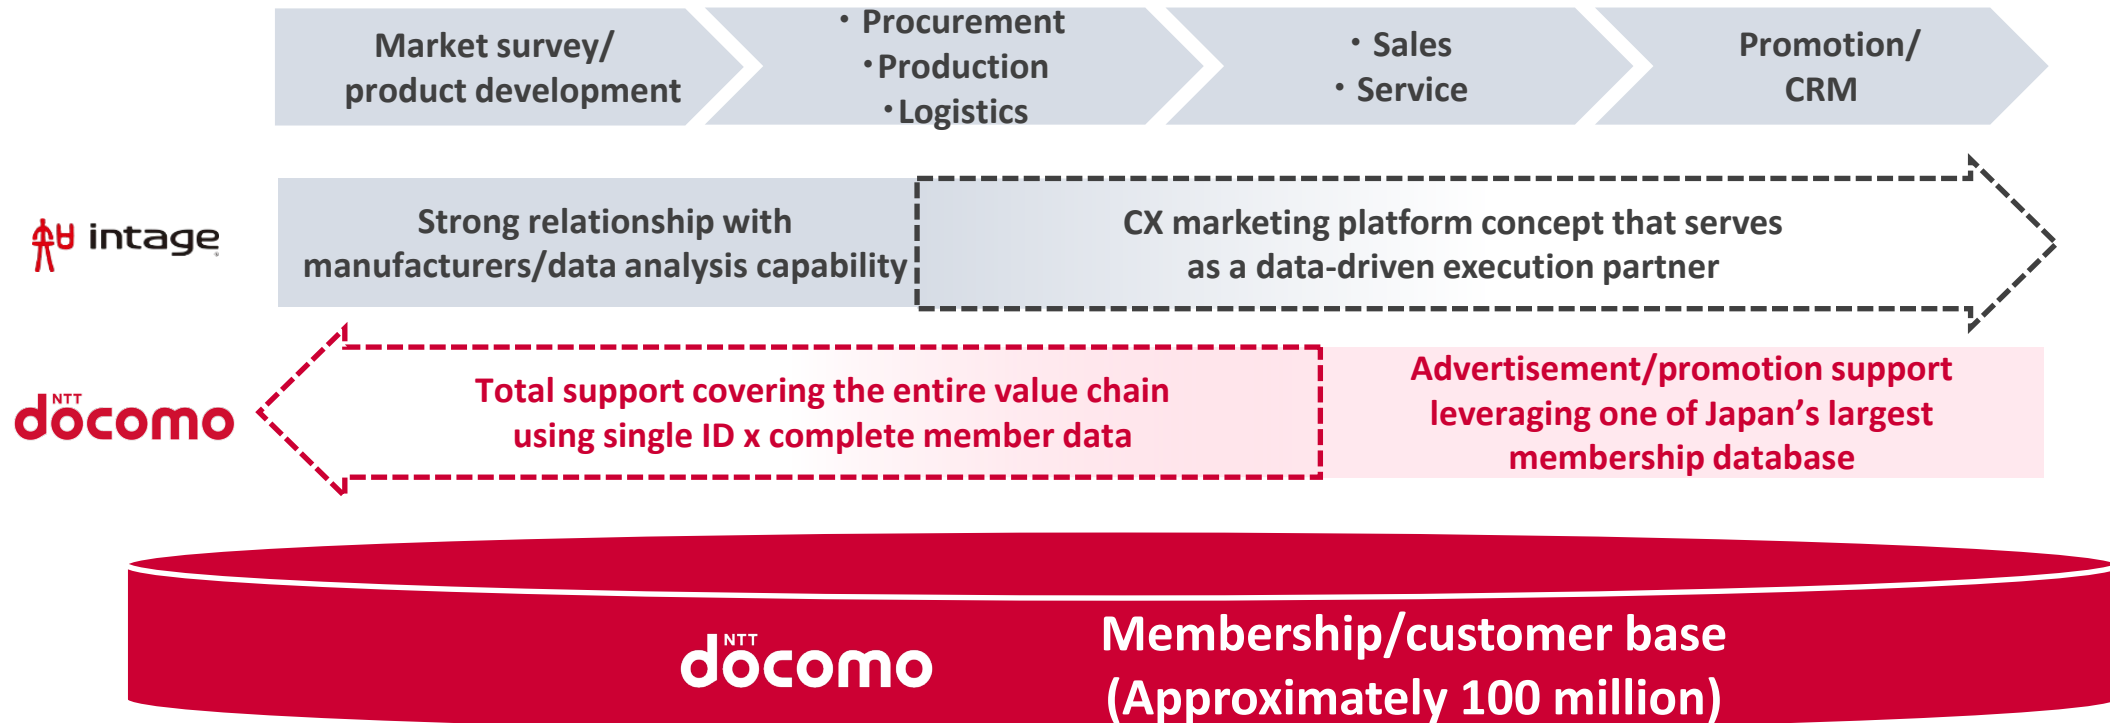 Market survey/
product development
・Procurement
・Production
・Logistics
・Sales
・Service
Promotion/
CRM
intage
Strong relationship with
manufacturers/data analysis capability
CX marketing platform concept that serves
as a data-driven execution partner
NTT
döcomo
Total support covering the entire value chain
using single ID x complete member data
Advertisement/promotion support
leveraging one of Japan’s largest
membership database
NTT
döcomo
Membership/customer base
(Approximately 100 million)